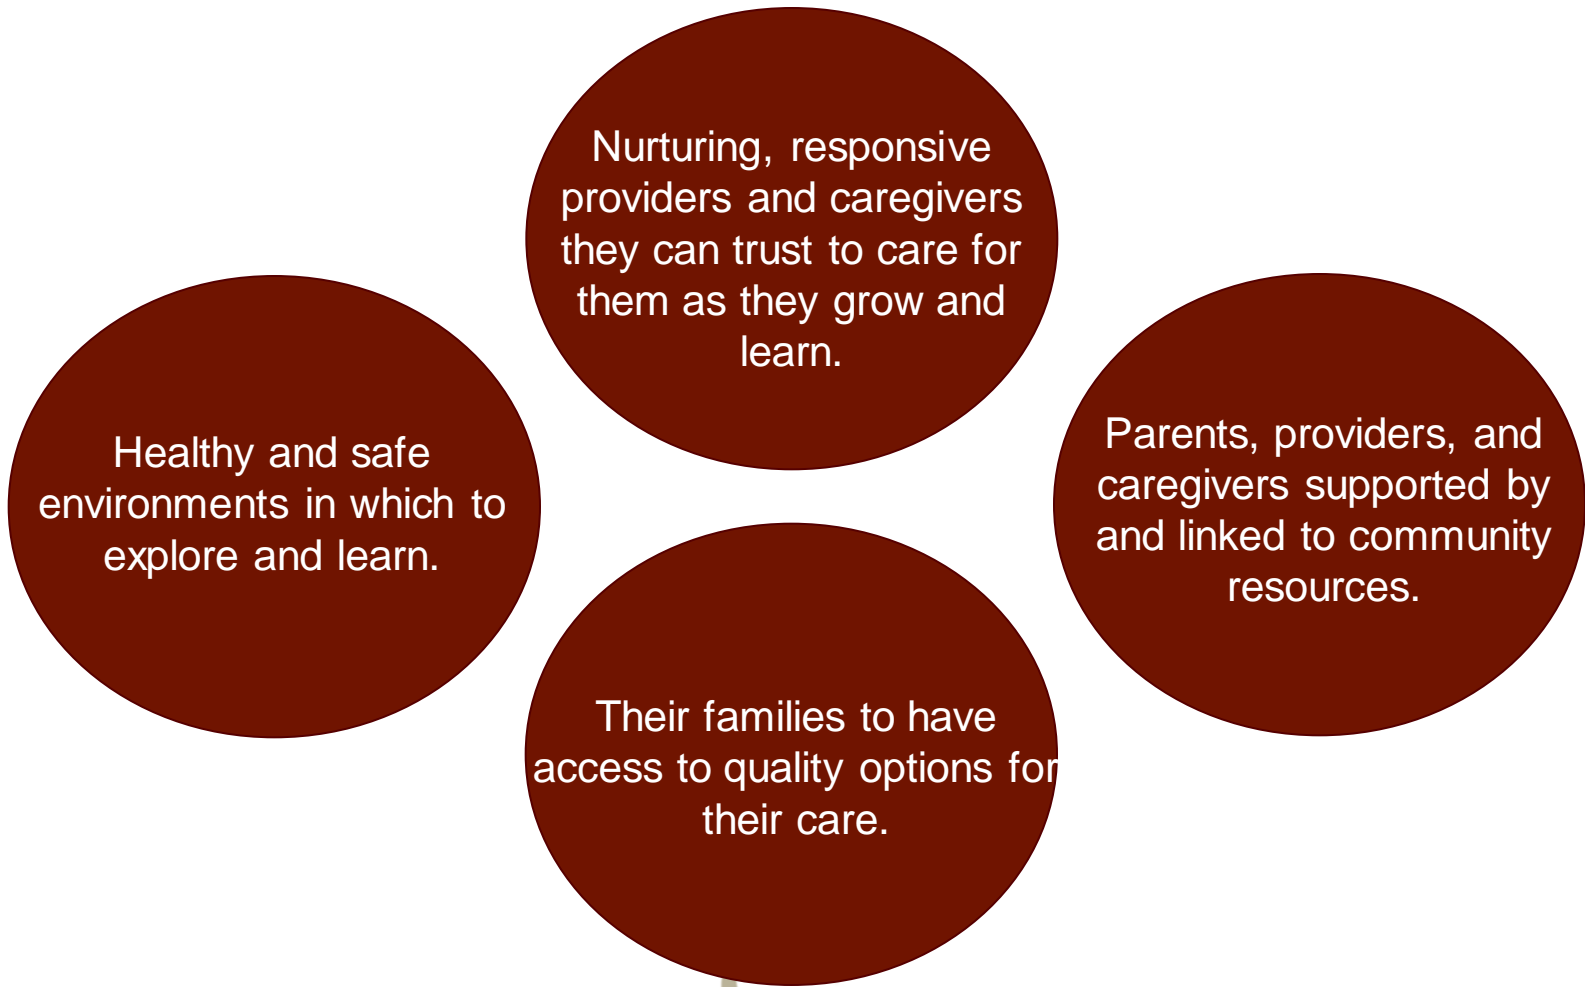 Nurturing, responsive
providers and caregivers
they can trust to care for
them as they grow and
learn.
Healthy and safe
environments in which to
explore and learn.
Parents, providers, and
caregivers supported by
and linked to community
resources.
Their families to have
access to quality options for
their care.